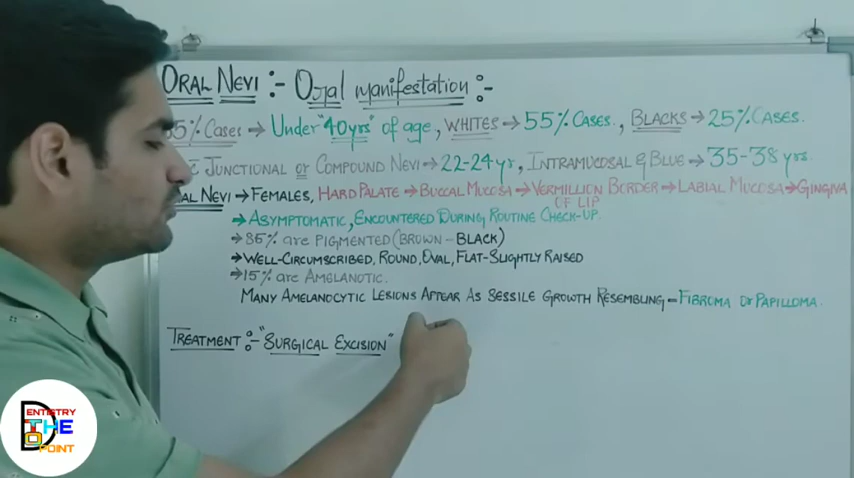 ORAL NEVI :- Oral manifestation :-
5% CASES → Under "40yrs" of age, WHITES → 55% CASES., BLACKS → 25% CASES.
: JUNCTIONAL or COMPOUND NEVI → 22-24yr, INTRAMUCOSAL & BLUE → 35-38 yrs.
AL NEVI → FEMALES, HARD PALATE → BUCCAL MUCOSA → VERMILLION BORDER → LABIAL MUCOSA → GINGIVA
OF LIP
→ ASYMPTOMATIC, ENCOUNTERED DURING ROUTINE CHECK-UP.
→ 85% are PIGMENTED (BROWN - BLACK)
→ WELL-CIRCUMSCRIBED, ROUND, OVAL, FLAT-SLIGHTLY RAISED
→ 15% are AMELANOTIC.
MANY AMELANOCYTIC LESIONS APPEAR AS SESSILE GROWTH RESEMBLING - FIBROMA Or PAPILLOMA.
TREATMENT :- "SURGICAL EXCISION"
DENTISTRY
TO THE
POINT